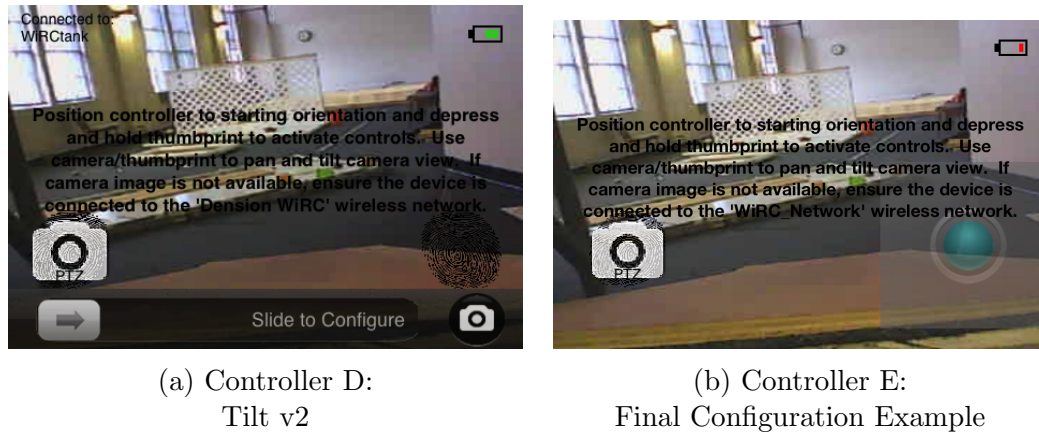 Connected to:
WiRCtank
Position controller to starting orientation and depress
and hold thumbprint to activate controls.. Use
camera/thumbprint to pan and tilt camera view. If
camera image is not available, ensure the device is
connected to the 'Dension WiRC' wireless network.
PTZ
Slide to Configure
(a) Controller D:
Tilt v2
Position controller to starting orientation and depress
and hold thumbprint to activate controls.. Use
camera/thumbprint to pan and tilt camera view. If
camera image is not available, ensure the device is
connected to the 'WiRC_Network' wireless network.
PTZ
(b) Controller E:
Final Configuration Example